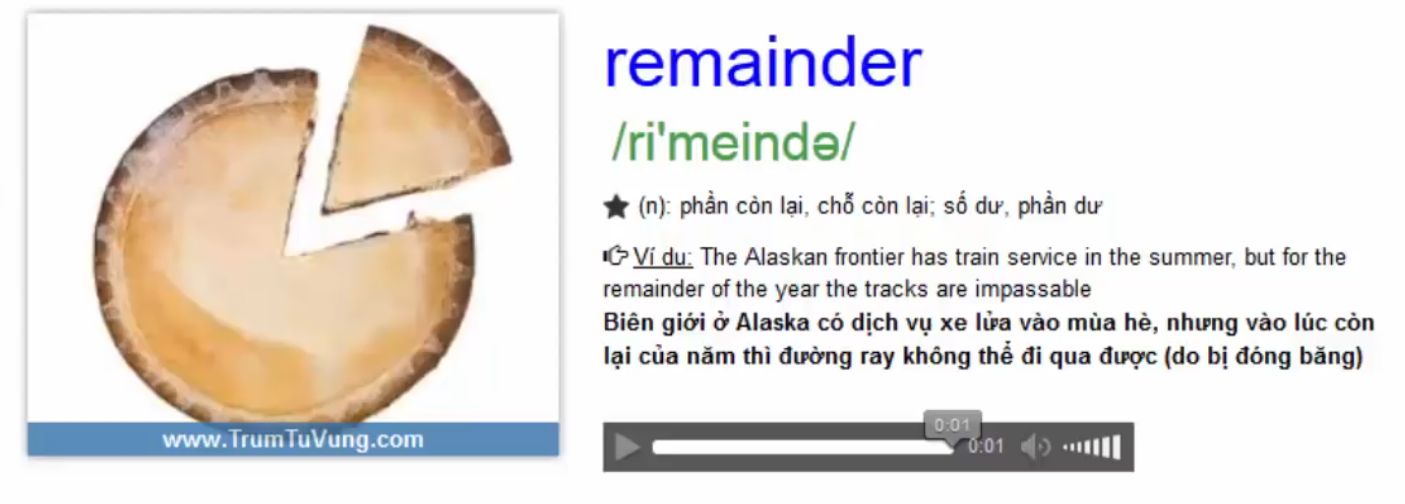 remainder
/ri'meində/
★ (n): phần còn lại, chỗ còn lại; số dư, phần dư
Ví dụ: The Alaskan frontier has train service in the summer, but for the
remainder of the year the tracks are impassable
Biên giới ở Alaska có dịch vụ xe lửa vào mùa hè, nhưng vào lúc còn
lại của năm thì đường ray không thể đi qua được (do bị đóng băng)
www.TrumTuVung.com
0:01
0:01